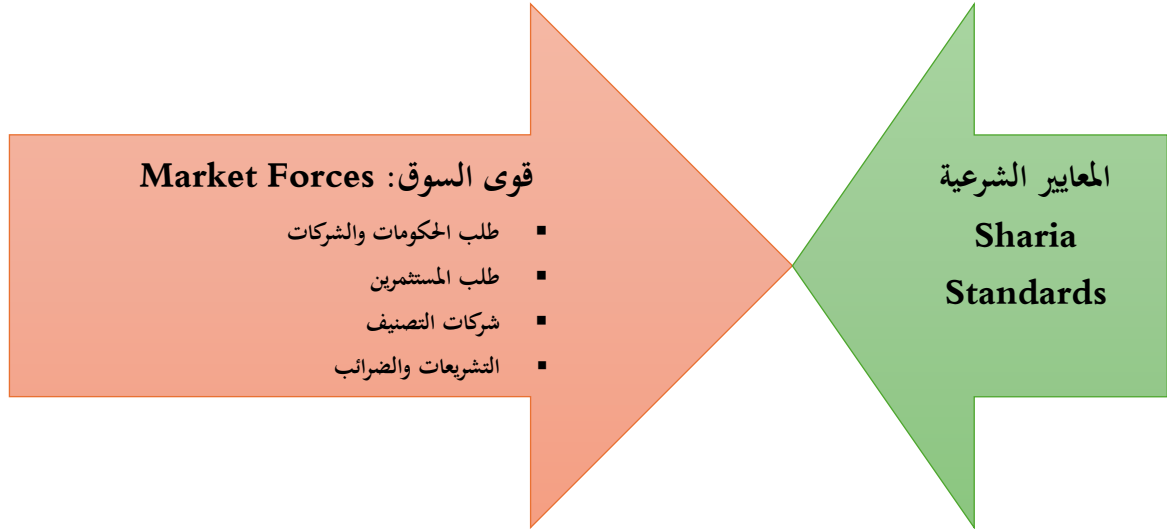 قوى السوق: Market Forces
▪ طلب الحكومات والشركات
▪ طلب المستثمرين
▪ شركات التصنيف
▪ التشريعات والضرائب
المعايير الشرعية
Sharia
Standards